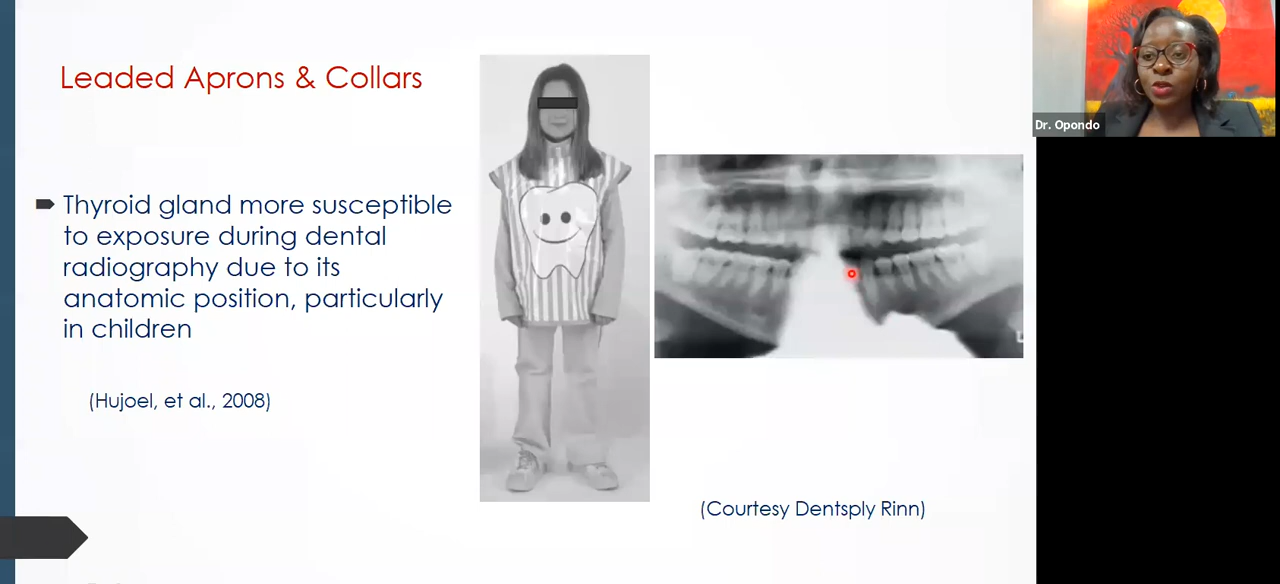 Leaded Aprons & Collars
Thyroid gland more susceptible
to exposure during dental
radiography due to its
anatomic position, particularly
in children
(Hujoel, et al., 2008)
(Courtesy Dentsply Rinn)
Dr. Opondo